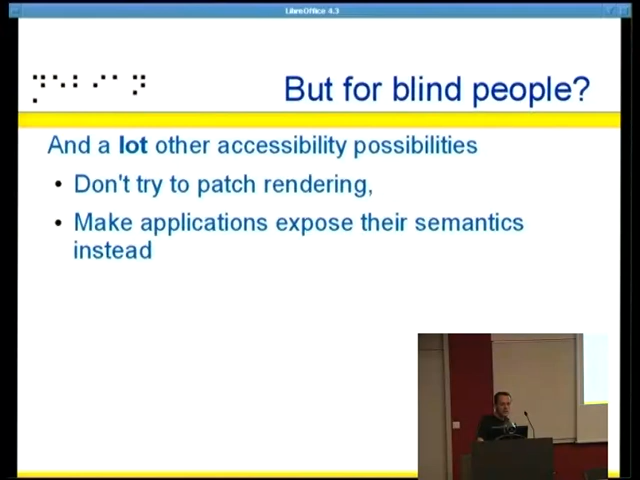 LibreOffice 4.3
But for blind people?
And a lot other accessibility possibilities
• Don't try to patch rendering,
• Make applications expose their semantics
instead